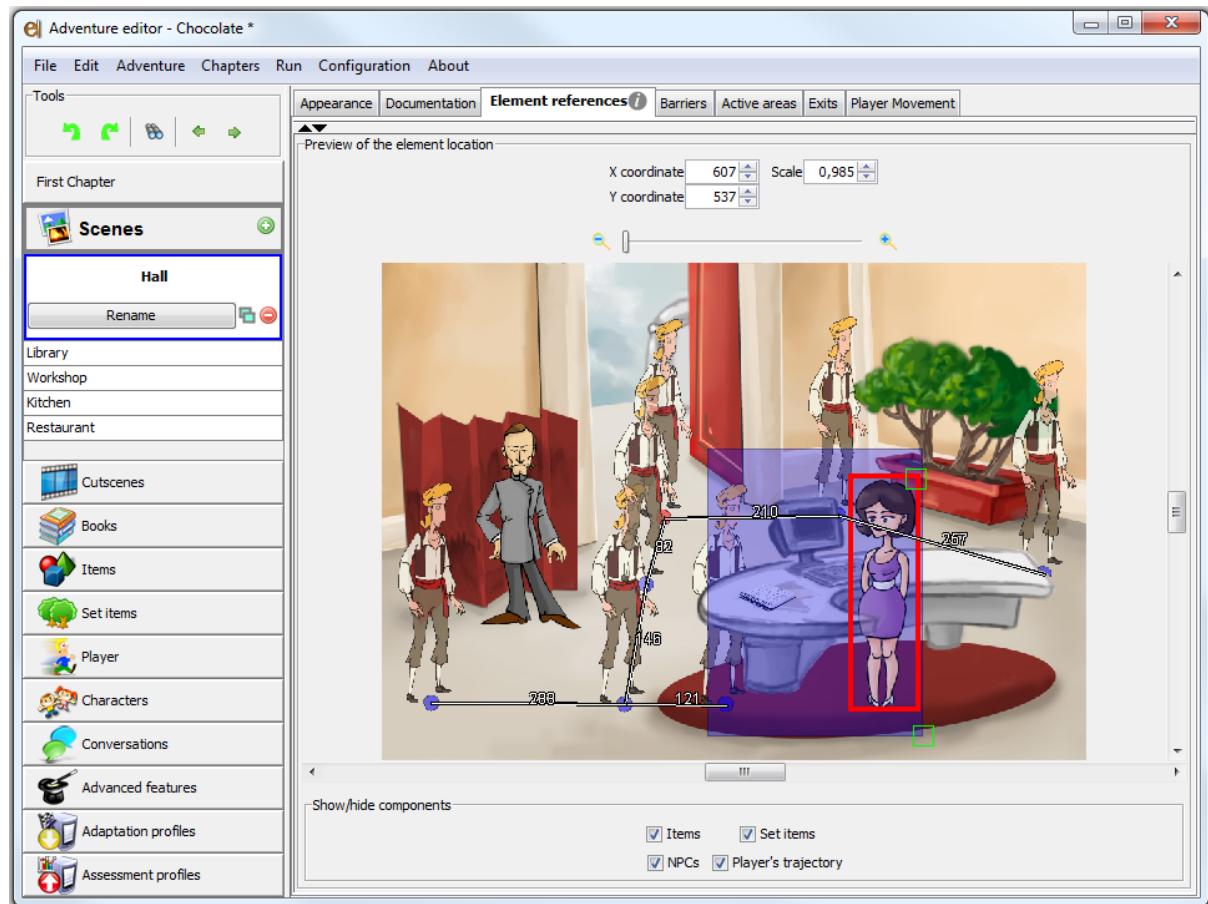 Adventure editor - Chocolate *
File Edit Adventure Chapters Run Configuration About
Tools
First Chapter
Scenes
Hall
Rename
Library
Workshop
Kitchen
Restaurant
Cutscenes
Books
Items
Set items
Player
Characters
Conversations
Advanced features
Adaptation profiles
Assessment profiles
Appearance Documentation Element references Barriers Active areas Exits Player Movement
Preview of the element location
X coordinate 607 Scale 0,985
Y coordinate 537
210
267
82
146
288 121
Show/hide components
Items Set items
NPCs Player's trajectory